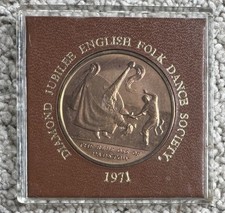 DIAMOND JUBILEE ENGLISH FOLK DANCE SOCIETY.
1971